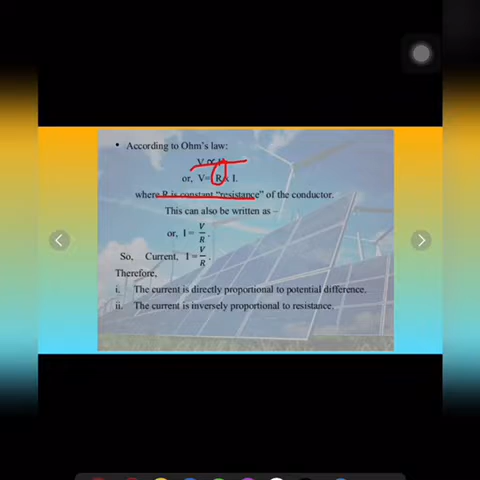 • According to Ohm's law:
V ∝ I
or, V= R x I.
where R is constant "resistance" of the conductor.
This can also be written as –
or, I = V/R.
So, Current, I = V/R.
Therefore,
i. The current is directly proportional to potential difference.
ii. The current is inversely proportional to resistance.